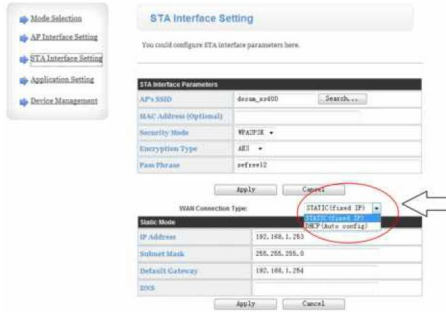 Mode Selection
AP Interface Setting
STA Interface Setting
Application Setting
Device Management
STA Interface Setting
You could configure STA interface parameters here.
STA Interface Parameters
AP's SSID
Search...
MAC Address (Optional)
Security Mode WPA2PSK
Encryption Type AES
Pass Phrase
Apply Cancel
WAN Connection Type: STATIC(fixed IP)
STATIC(fixed IP)
DHCP(Auto config)
Static Mode
IP Address 192.168.1.253
Subnet Mask 255.255.255.0
Default Gateway 192.168.1.254
DNS
Apply Cancel